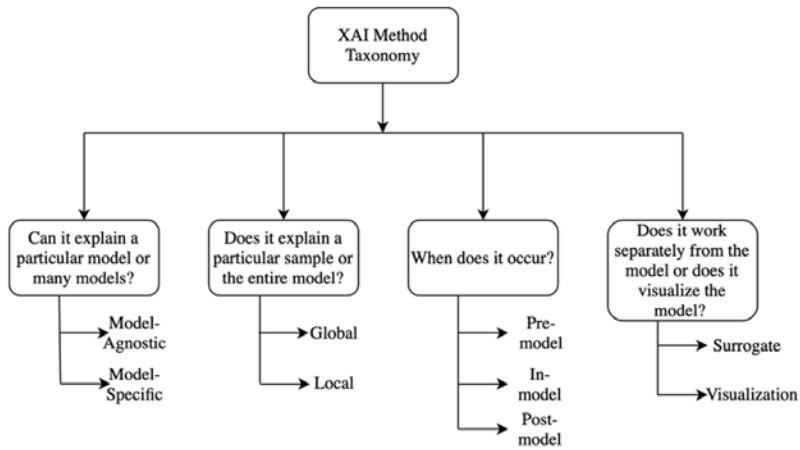 XAI Method
Taxonomy
Can it explain a
particular model or
many models?
Model-
Agnostic
Model-
Specific
Does it explain a
particular sample or
the entire model?
Global
Local
When does it occur?
Pre-
model
In-
model
Post-
model
Does it work
separately from the
model or does it
visualize the
model?
Surrogate
Visualization